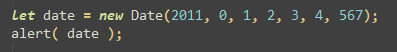 let date = new Date(2011, 0, 1, 2, 3, 4, 567);
alert( date );